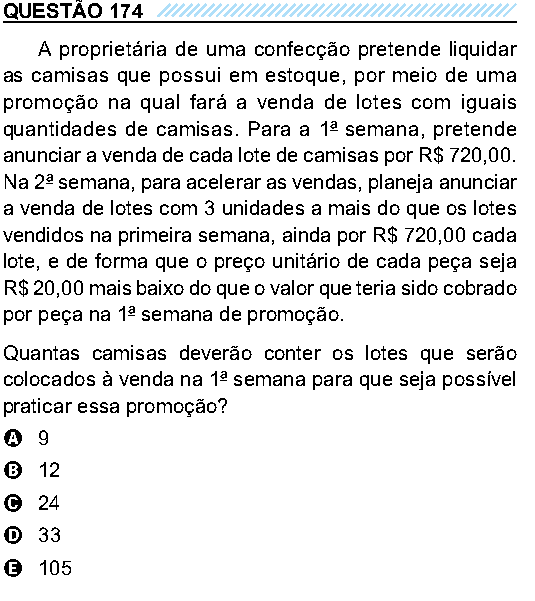 QUESTÃO 174
A proprietária de uma confecção pretende liquidar
as camisas que possui em estoque, por meio de uma
promoção na qual fará a venda de lotes com iguais
quantidades de camisas. Para a 1ª semana, pretende
anunciar a venda de cada lote de camisas por R$ 720,00.
Na 2ª semana, para acelerar as vendas, planeja anunciar
a venda de lotes com 3 unidades a mais do que os lotes
vendidos na primeira semana, ainda por R$ 720,00 cada
lote, e de forma que o preço unitário de cada peça seja
R$ 20,00 mais baixo do que o valor que teria sido cobrado
por peça na 1ª semana de promoção.
Quantas camisas deverão conter os lotes que serão
colocados à venda na 1ª semana para que seja possível
praticar essa promoção?
A 9
B 12
C 24
D 33
E 105